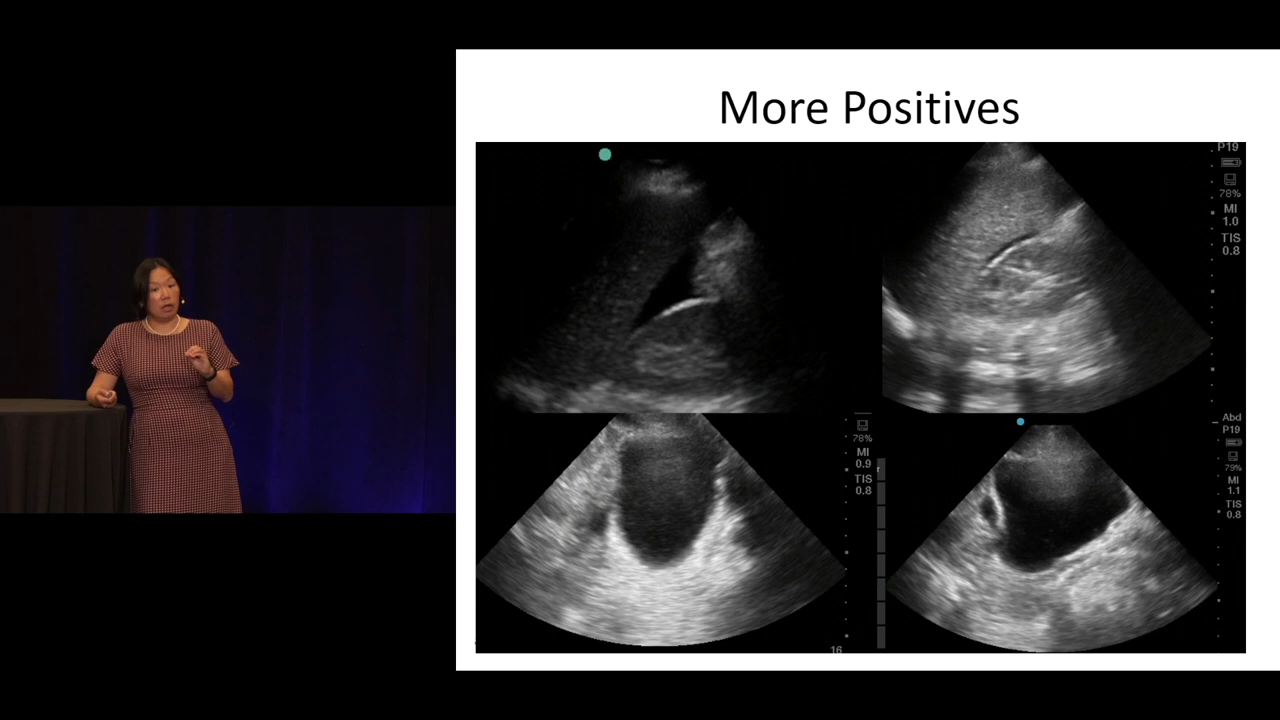 More Positives
P19
78%
MI
1.0
TIS
0.8
78%
MI
0.9
TIS
0.8
16
Abd
P19
79%
MI
1.1
TIS
0.8